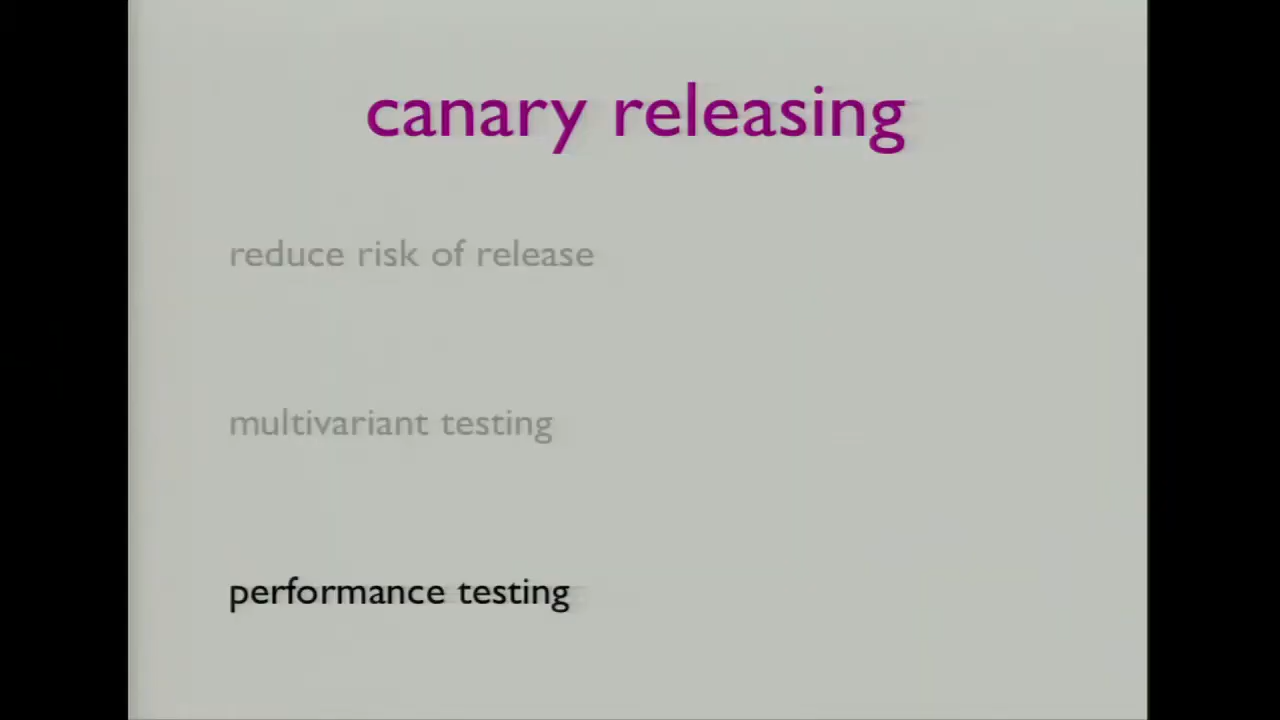 canary releasing
reduce risk of release
multivariant testing
performance testing